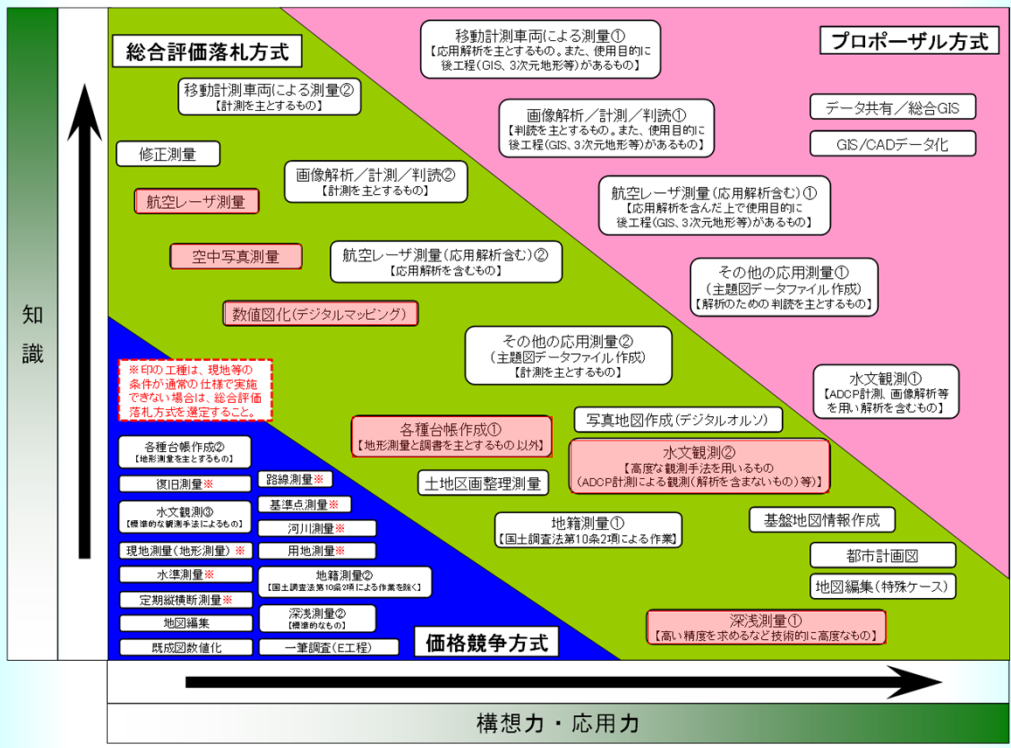 総合評価落札方式
プロポーザル方式
移動計測車両による測量①
【応用解析を主とするもの。また、使用目的に
後工程(GIS、3次元地形等)があるもの】
移動計測車両による測量②
【計測を主とするもの】
画像解析/計測/判読①
【判読を主とするもの。また、使用目的に
後工程(GIS、3次元地形等)があるもの】
データ共有/総合GIS
GIS/CADデータ化
修正測量
画像解析/計測/判読②
【計測を主とするもの】
航空レーザ測量
航空レーザ測量(応用解析含む)①
【応用解析を含んだ上で使用目的に
後工程(GIS、3次元地形等)があるもの】
空中写真測量
航空レーザ測量(応用解析含む)②
【応用解析を含むもの】
その他の応用測量①
(主題図データファイル作成)
【解析のための判読を主とするもの】
数値図化(デジタルマッピング)
その他の応用測量②
(主題図データファイル作成)
【計測を主とするもの】
知
識
※印の工種は、現地等の
条件が通常の仕様で実施
できない場合は、総合評価
落札方式を選定すること。
水文観測①
【ADCP計測、画像解析等
を用い解析を含むもの】
写真地図作成(デジタルオルソ)
各種台帳作成①
【地形測量と調書を主とするもの以外】
水文観測②
【高度な観測手法を用いるもの
(ADCP計測による観測(解析を含まないもの)等)】
土地区画整理測量
地籍測量①
【国土調査法第10条2項による作業】
基盤地図情報作成
都市計画図
地図編集(特殊ケース)
深浅測量①
【高い精度を求めるなど技術的に高度なもの】
各種台帳作成②
【地形測量を主とするもの】
復旧測量※
路線測量※
水文観測③
【標準的な観測手法によるもの】
基準点測量※
河川測量※
現地測量(地形測量)※
用地測量※
水準測量※
地籍測量②
【国土調査法第10条2項による作業を除く】
定期縦横断測量※
深浅測量②
【標準的なもの】
地図編集
既成図数値化
一筆調査(E工程)
価格競争方式
構想力・応用力